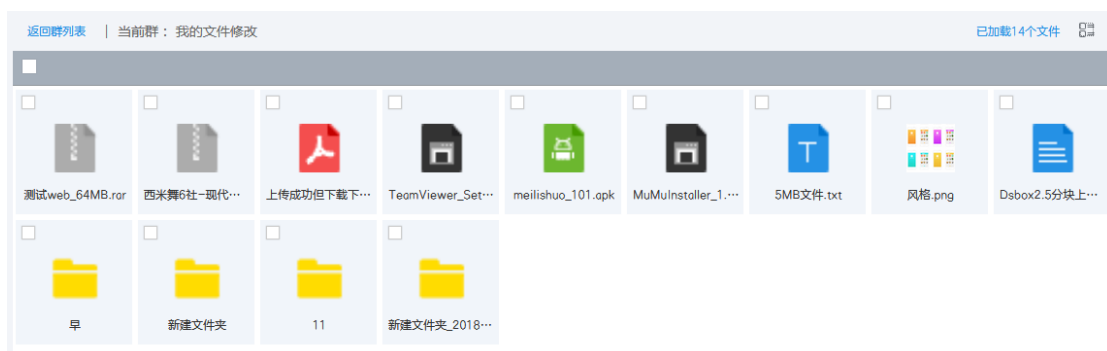 返回群列表 | 当前群： 我的文件修改 已加载14个文件
测试web_64MB.rar 西米舞6社-现代… 上传成功但下载下… TeamViewer_Set… meilishuo_101.apk MuMuInstaller_1.… 5MB文件.txt 风格.png Dsbox2.5分块上…
早 新建文件夹 11 新建文件夹_2018…